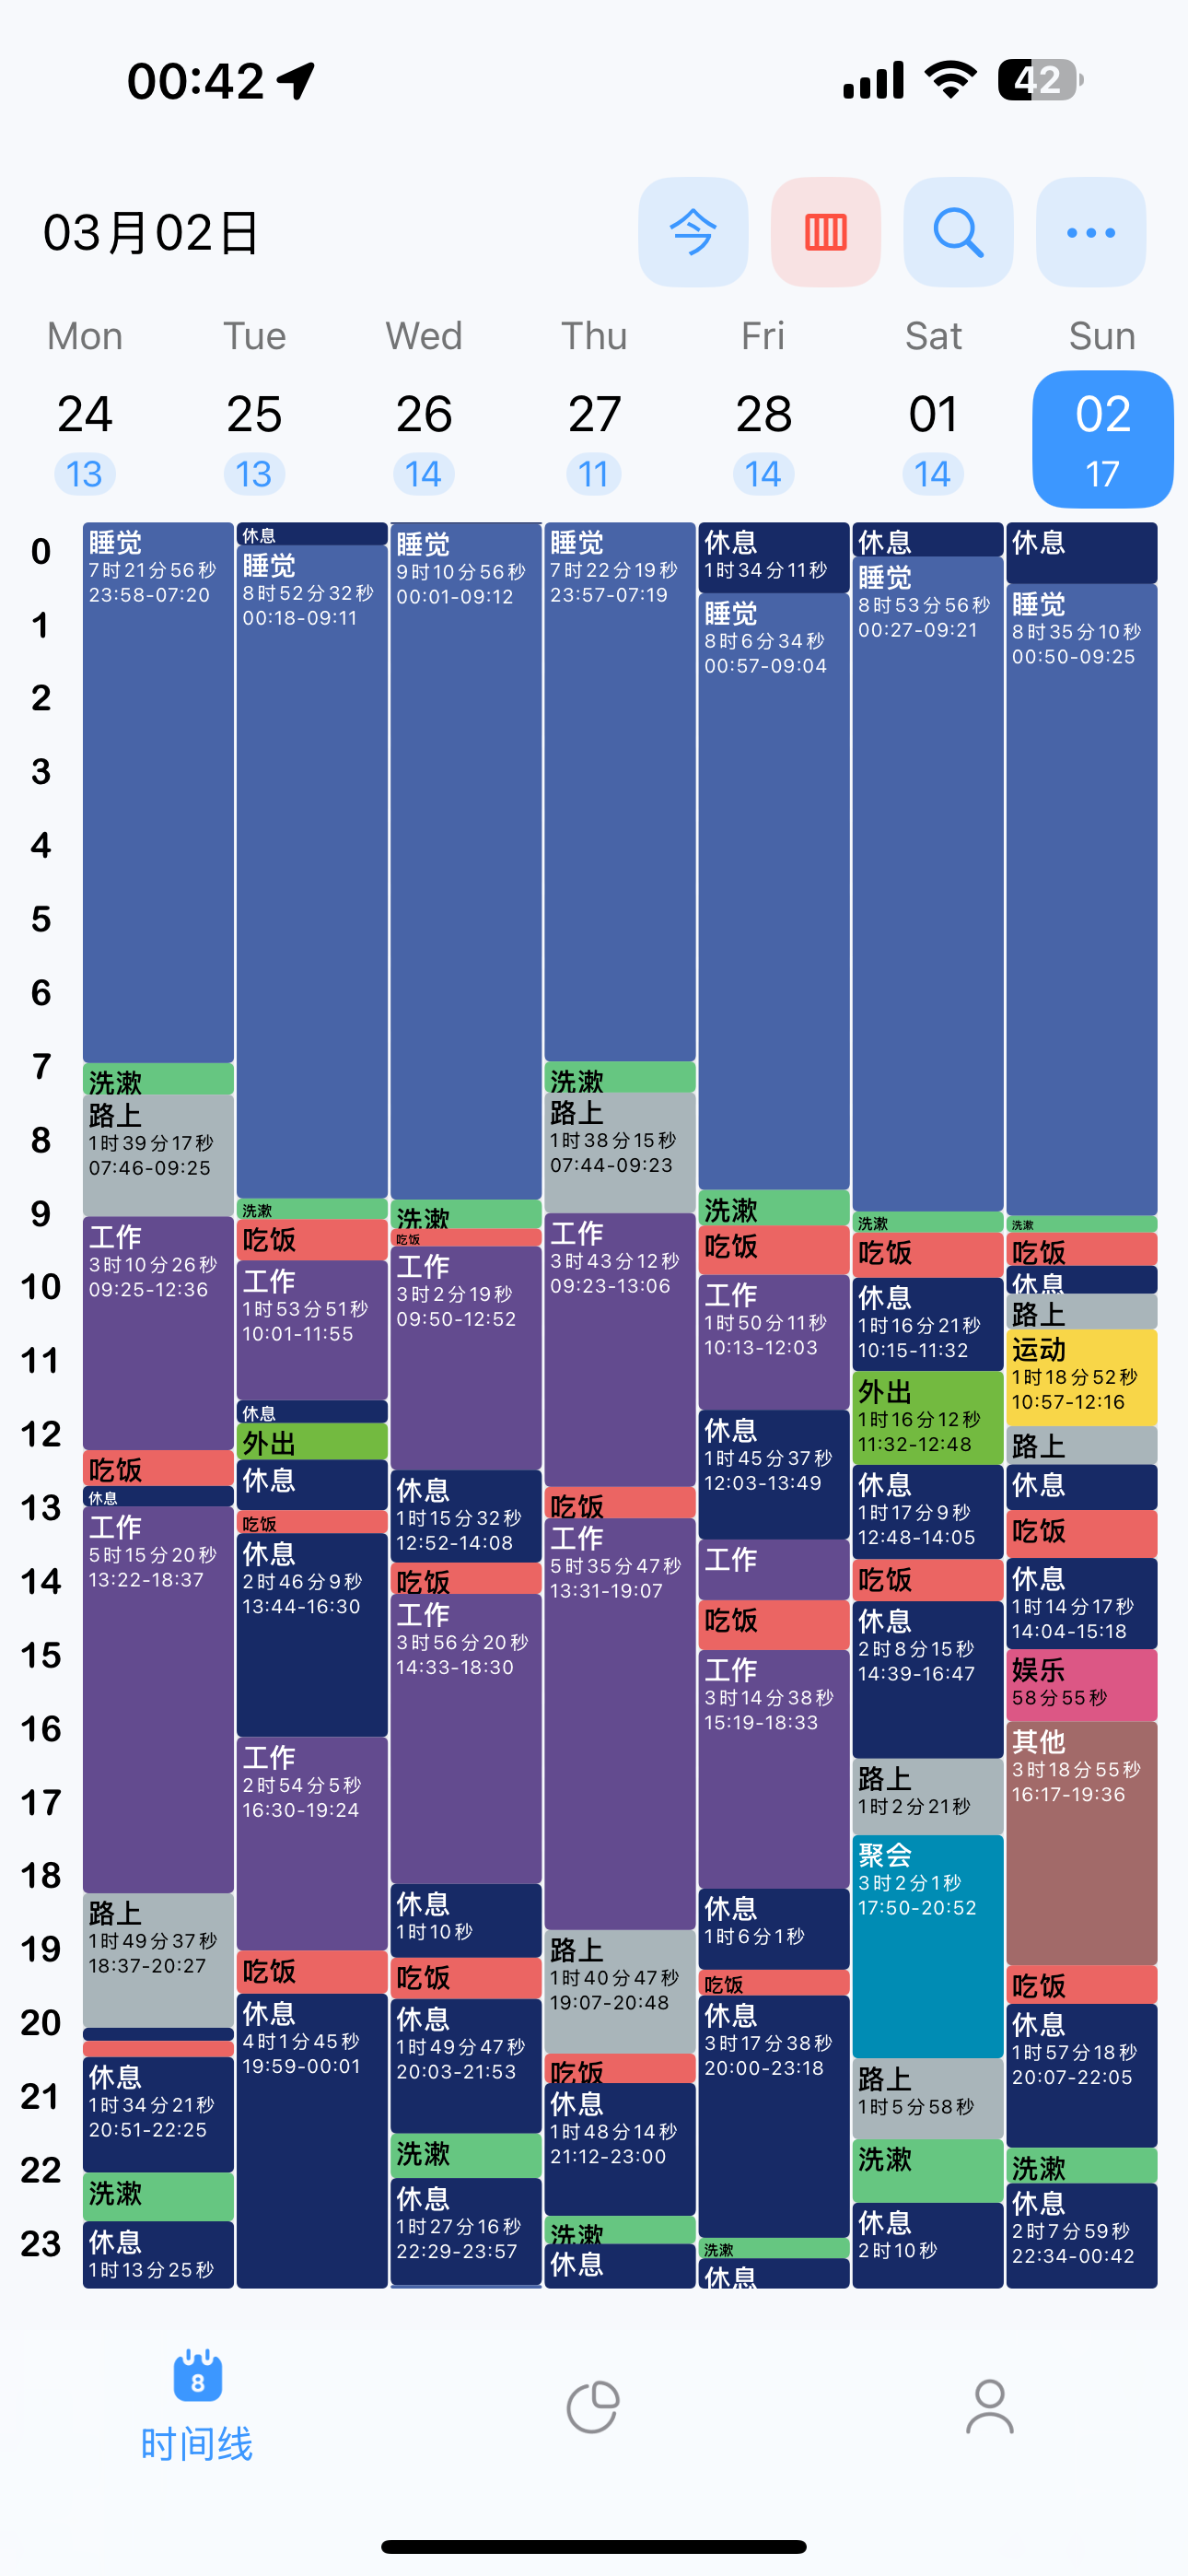 00:42
42
03月02日
今
Mon Tue Wed Thu Fri Sat Sun
24 25 26 27 28 01 02
13 13 14 11 14 14 17
0
1
2
3
4
5
6
7
8
9
10
11
12
13
14
15
16
17
18
19
20
21
22
23
睡觉
7时21分56秒
23:58-07:20
洗漱
路上
1时39分17秒
07:46-09:25
工作
3时10分26秒
09:25-12:36
吃饭
休息
工作
5时15分20秒
13:22-18:37
路上
1时49分37秒
18:37-20:27
休息
1时34分21秒
20:51-22:25
洗漱
休息
1时13分25秒
休息
睡觉
8时52分32秒
00:18-09:11
洗漱
吃饭
工作
1时53分51秒
10:01-11:55
休息
外出
休息
吃饭
休息
2时46分9秒
13:44-16:30
工作
2时54分5秒
16:30-19:24
吃饭
休息
4时1分45秒
19:59-00:01
睡觉
9时10分56秒
00:01-09:12
洗漱
吃饭
工作
3时2分19秒
09:50-12:52
休息
1时15分32秒
12:52-14:08
吃饭
工作
3时56分20秒
14:33-18:30
休息
1时10秒
吃饭
休息
1时49分47秒
20:03-21:53
洗漱
休息
1时27分16秒
22:29-23:57
睡觉
7时22分19秒
23:57-07:19
洗漱
路上
1时38分15秒
07:44-09:23
工作
3时43分12秒
09:23-13:06
吃饭
工作
5时35分47秒
13:31-19:07
路上
1时40分47秒
19:07-20:48
吃饭
休息
1时48分14秒
21:12-23:00
洗漱
休息
休息
1时34分11秒
睡觉
8时6分34秒
00:57-09:04
洗漱
吃饭
工作
1时50分11秒
10:13-12:03
休息
1时45分37秒
12:03-13:49
工作
吃饭
工作
3时14分38秒
15:19-18:33
休息
1时6分1秒
吃饭
休息
3时17分38秒
20:00-23:18
洗漱
休息
休息
睡觉
8时53分56秒
00:27-09:21
洗漱
吃饭
休息
1时16分21秒
10:15-11:32
外出
1时16分12秒
11:32-12:48
休息
1时17分9秒
12:48-14:05
吃饭
休息
2时8分15秒
14:39-16:47
路上
1时2分21秒
聚会
3时2分1秒
17:50-20:52
路上
1时5分58秒
洗漱
休息
2时10秒
休息
睡觉
8时35分10秒
00:50-09:25
洗漱
吃饭
休息
路上
运动
1时18分52秒
10:57-12:16
路上
休息
吃饭
休息
1时14分17秒
14:04-15:18
娱乐
58分55秒
其他
3时18分55秒
16:17-19:36
吃饭
休息
1时57分18秒
20:07-22:05
洗漱
休息
2时7分59秒
22:34-00:42
8
时间线